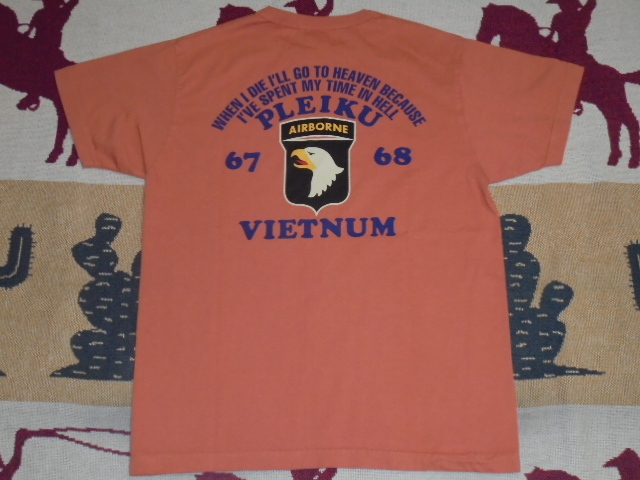 WHEN I DIE I'LL GO TO HEAVEN BECAUSE
I'VE SPENT MY TIME IN HELL
PLEIKU
AIRBORNE
67 68
VIETNUM